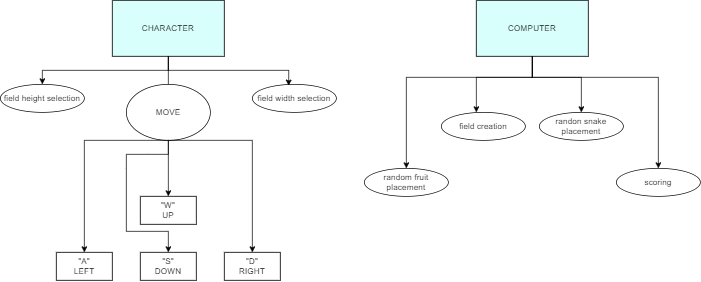 CHARACTER
COMPUTER
field height selection
MOVE
field width selection
field creation
randon snake
placement
random fruit
placement
scoring
"W"
UP
"A"
LEFT
"S"
DOWN
"D"
RIGHT